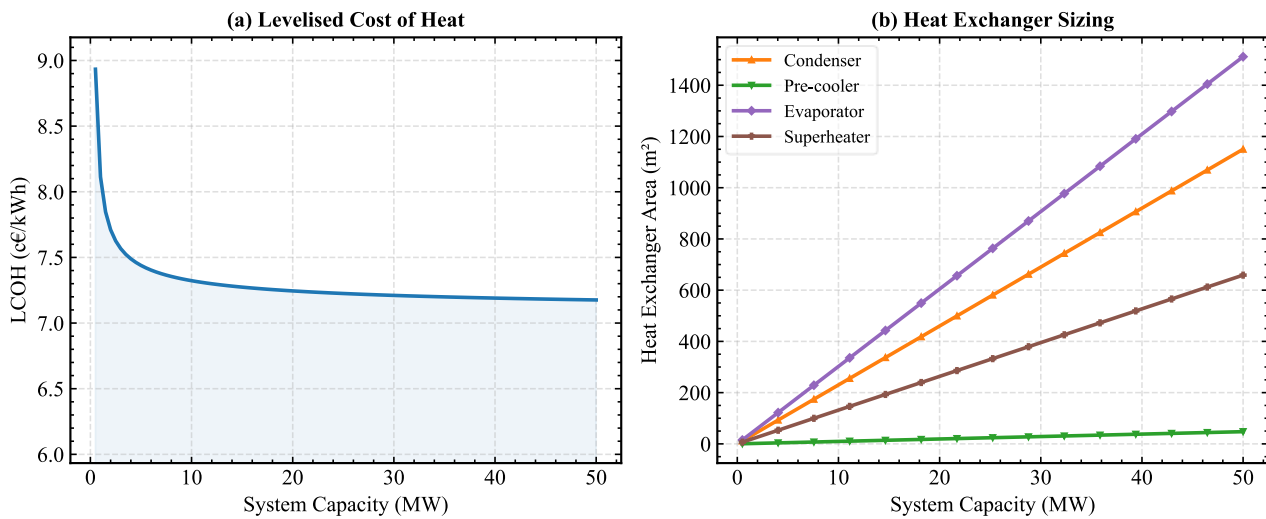 (a) Levelised Cost of Heat
9.0
8.5
8.0
7.5
7.0
6.5
6.0
LCOH (c€/kWh)
0
10
20
30
40
50
System Capacity (MW)
(b) Heat Exchanger Sizing
Condenser
Pre-cooler
Evaporator
Superheater
1400
1200
1000
800
600
400
200
0
Heat Exchanger Area (m²)
0
10
20
30
40
50
System Capacity (MW)